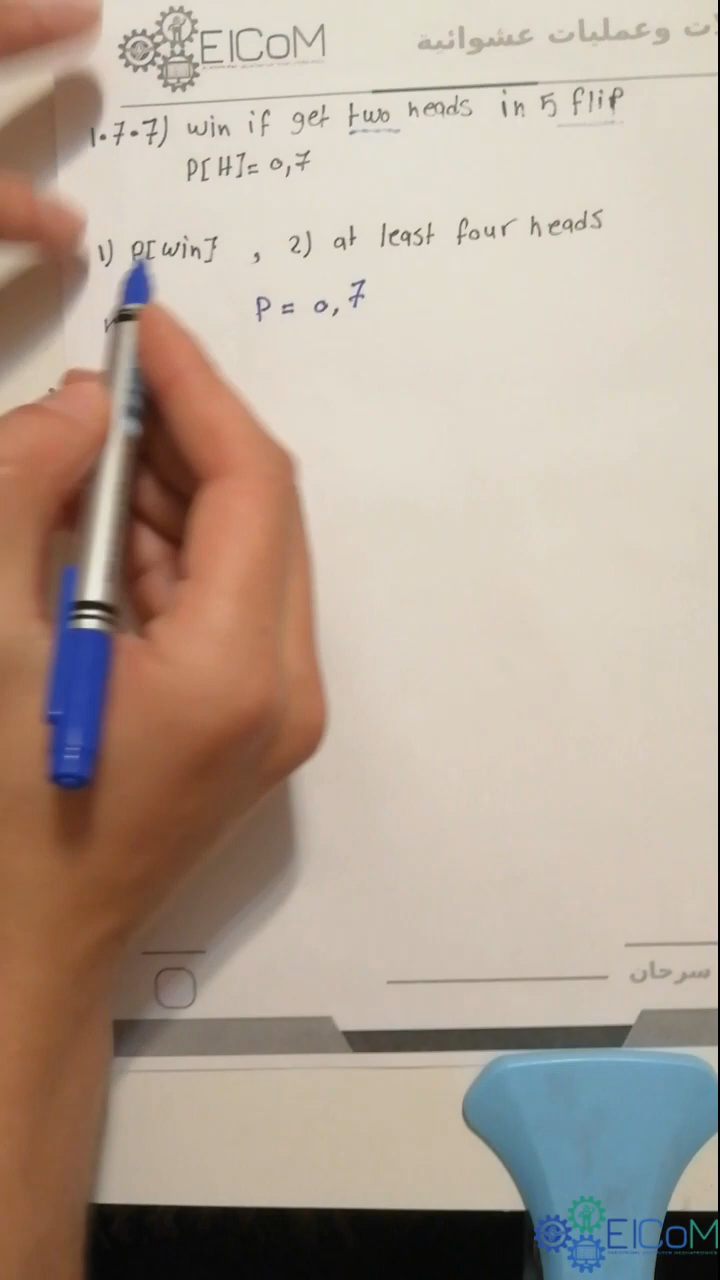 EICoM
ت وعمليات عشوائية
1.7.7) win if get two heads in 5 flip
P[H]= 0,7
1) P[win] , 2) at least four heads
P = 0,7
سرحان
EICoM